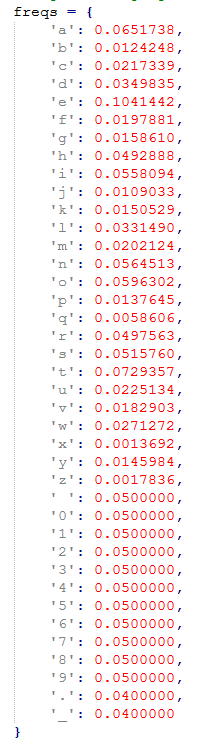 freqs = {
'a': 0.0651738,
'b': 0.0124248,
'c': 0.0217339,
'd': 0.0349835,
'e': 0.1041442,
'f': 0.0197881,
'g': 0.0158610,
'h': 0.0492888,
'i': 0.0558094,
'j': 0.0109033,
'k': 0.0150529,
'l': 0.0331490,
'm': 0.0202124,
'n': 0.0564513,
'o': 0.0596302,
'p': 0.0137645,
'q': 0.0058606,
'r': 0.0497563,
's': 0.0515760,
't': 0.0729357,
'u': 0.0225134,
'v': 0.0182903,
'w': 0.0271272,
'x': 0.0013692,
'y': 0.0145984,
'z': 0.0017836,
' ': 0.0500000,
'0': 0.0500000,
'1': 0.0500000,
'2': 0.0500000,
'3': 0.0500000,
'4': 0.0500000,
'5': 0.0500000,
'6': 0.0500000,
'7': 0.0500000,
'8': 0.0500000,
'9': 0.0500000,
'.': 0.0400000,
'_': 0.0400000
}